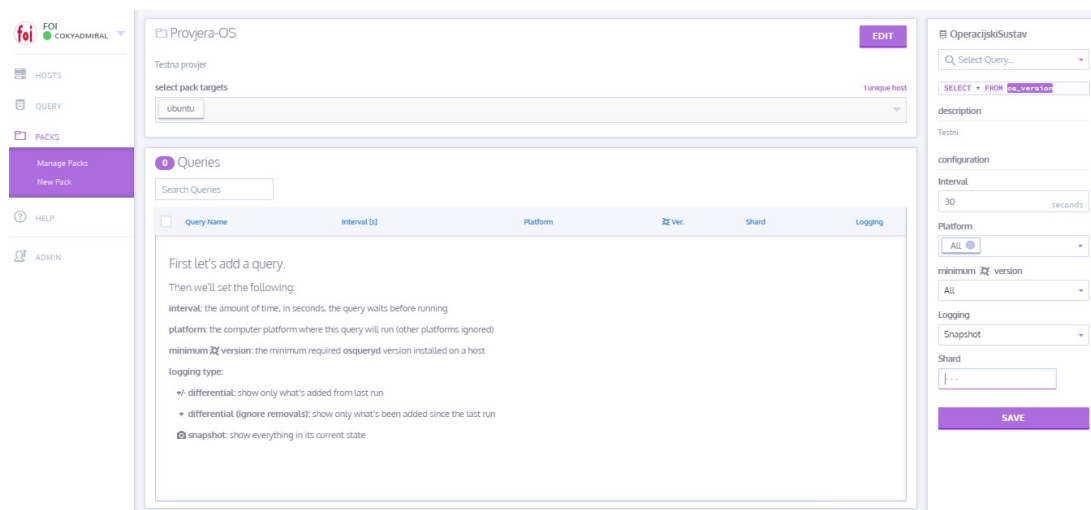 foi
FOI
COKYADMIRAL
HOSTS
QUERY
PACKS
Manage Packs
New Pack
HELP
ADMIN
Provjera-OS
EDIT
Testna provjer
select pack targets
1 unique host
ubuntu
0 Queries
Search Queries
Query Name Interval [s] Platform Ver. Shard Logging
First let's add a query.
Then we'll set the following:
interval: the amount of time, in seconds, the query waits before running
platform: the computer platform where this query will run (other platforms ignored)
minimum version: the minimum required osqueryd version installed on a host
logging type:
+/- differential: show only what's added from last run
+ differential (ignore removals): show only what's been added since the last run
snapshot: show everything in its current state
OperacijskiSustav
Select Query...
SELECT * FROM os_version
description
Testni
configuration
Interval
30 seconds
Platform
All
minimum version
All
Logging
Snapshot
Shard
- - -
SAVE